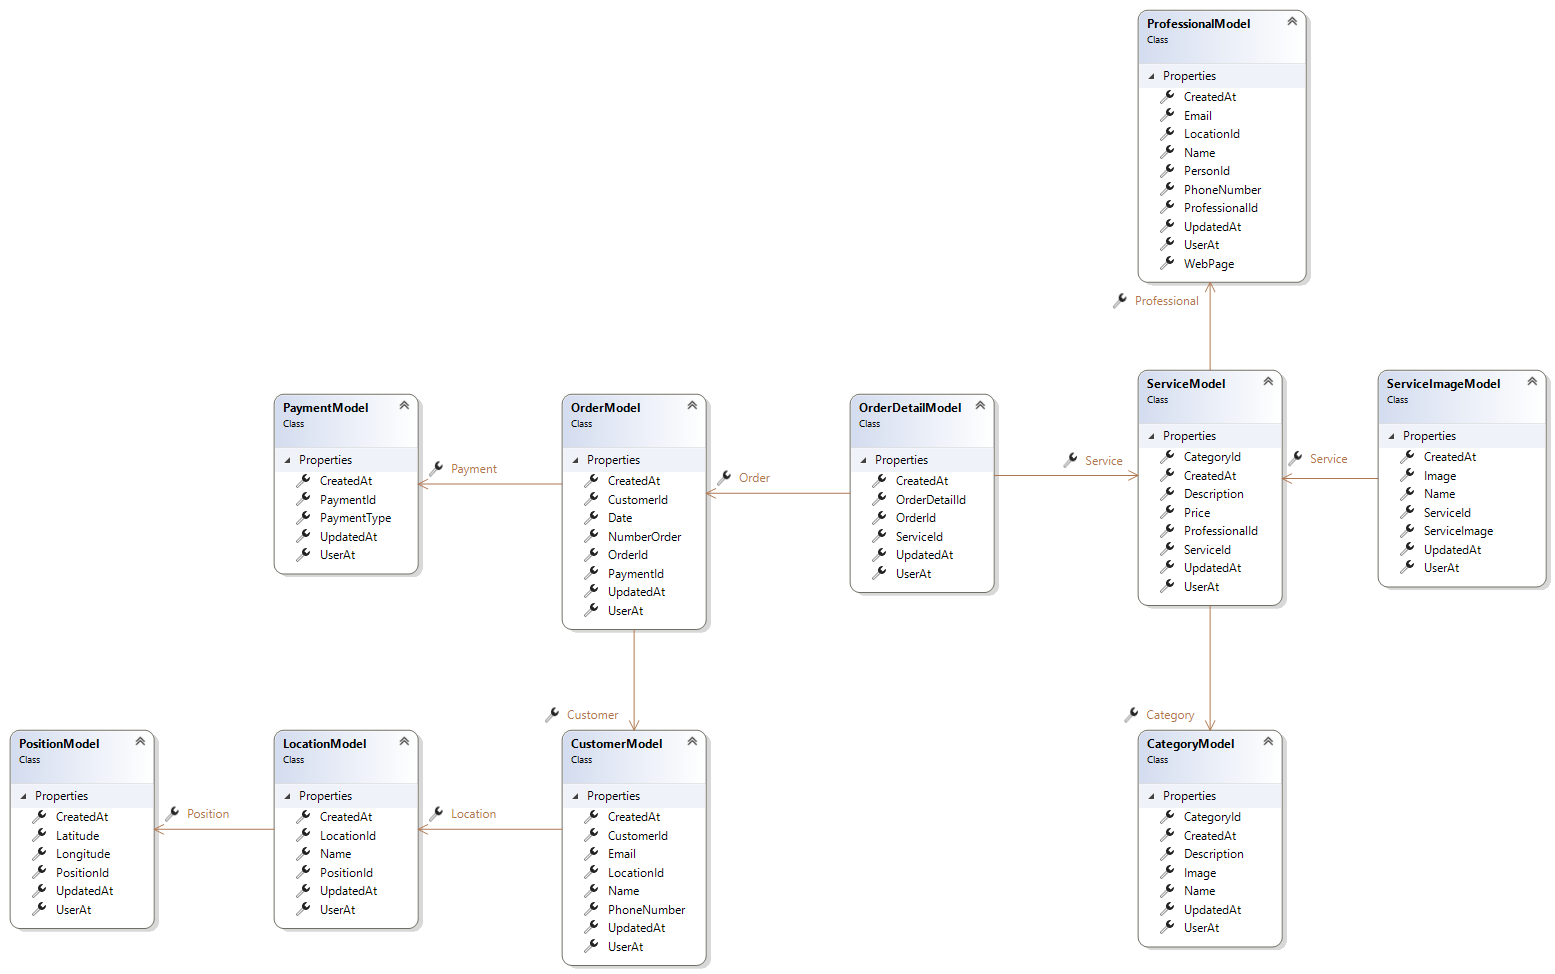 ProfessionalModel
Class
Properties
CreatedAt
Email
LocationId
Name
PersonId
PhoneNumber
ProfessionalId
UpdatedAt
UserAt
WebPage
Professional
PaymentModel
Class
Properties
CreatedAt
PaymentId
PaymentType
UpdatedAt
UserAt
Payment
OrderModel
Class
Properties
CreatedAt
CustomerId
Date
NumberOrder
OrderId
PaymentId
UpdatedAt
UserAt
Order
OrderDetailModel
Class
Properties
CreatedAt
OrderDetailId
OrderId
ServiceId
UpdatedAt
UserAt
Service
ServiceModel
Class
Properties
CategoryId
CreatedAt
Description
Price
ProfessionalId
ServiceId
UpdatedAt
UserAt
Service
ServiceImageModel
Class
Properties
CreatedAt
Image
Name
ServiceId
ServiceImage
UpdatedAt
UserAt
Customer
Category
PositionModel
Class
Properties
CreatedAt
Latitude
Longitude
PositionId
UpdatedAt
UserAt
Position
LocationModel
Class
Properties
CreatedAt
LocationId
Name
PositionId
UpdatedAt
UserAt
Location
CustomerModel
Class
Properties
CreatedAt
CustomerId
Email
LocationId
Name
PhoneNumber
UpdatedAt
UserAt
CategoryModel
Class
Properties
CategoryId
CreatedAt
Description
Image
Name
UpdatedAt
UserAt